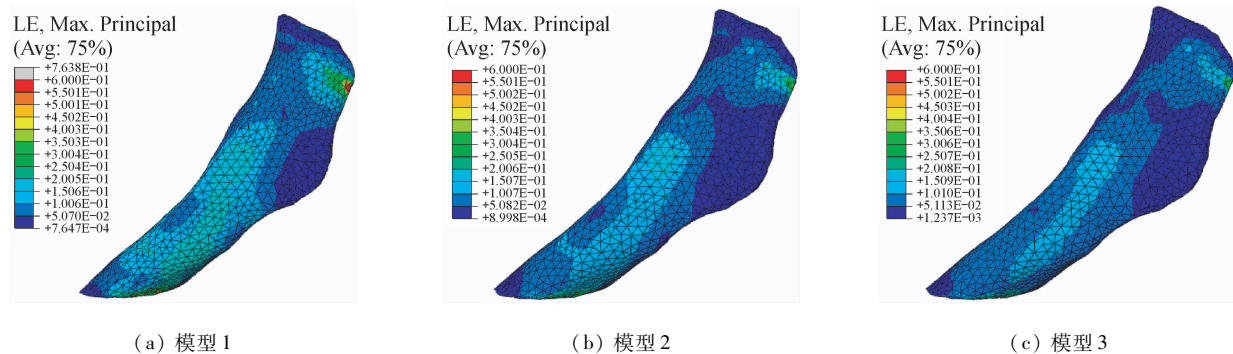 LE, Max. Principal
(Avg: 75%)
+7.638E−01
+6.000E−01
+5.501E−01
+5.001E−01
+4.502E−01
+4.003E−01
+3.503E−01
+3.004E−01
+2.504E−01
+2.005E−01
+1.506E−01
+1.006E−01
+5.070E−02
+7.647E−04
(a) 模型1
LE, Max. Principal
(Avg: 75%)
+6.000E−01
+5.501E−01
+5.002E−01
+4.502E−01
+4.003E−01
+3.504E−01
+3.004E−01
+2.505E−01
+2.006E−01
+1.507E−01
+1.007E−01
+5.082E−02
+8.998E−04
(b) 模型2
LE, Max. Principal
(Avg: 75%)
+6.000E−01
+5.501E−01
+5.002E−01
+4.503E−01
+4.004E−01
+3.506E−01
+3.007E−01
+2.508E−01
+2.008E−01
+1.509E−01
+1.010E−01
+5.113E−02
+1.237E−03
(c) 模型3